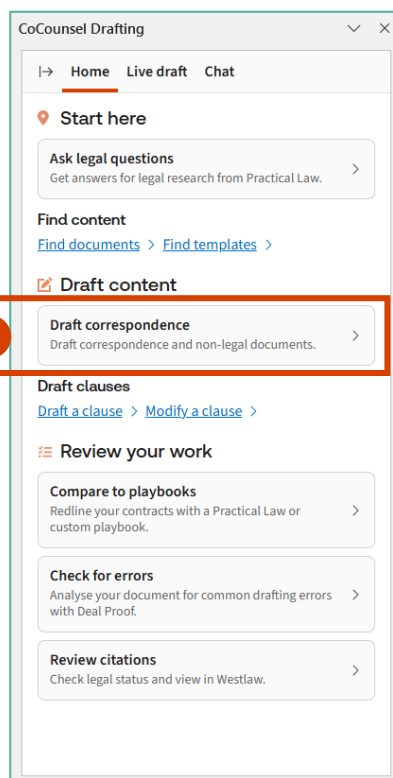 CoCounsel Drafting
Home Live draft Chat
Start here
Ask legal questions
Get answers for legal research from Practical Law.
Find content
Find documents > Find templates >
Draft content
Draft correspondence
Draft correspondence and non-legal documents.
Draft clauses
Draft a clause > Modify a clause >
Review your work
Compare to playbooks
Redline your contracts with a Practical Law or
custom playbook.
Check for errors
Analyse your document for common drafting errors
with Deal Proof.
Review citations
Check legal status and view in Westlaw.